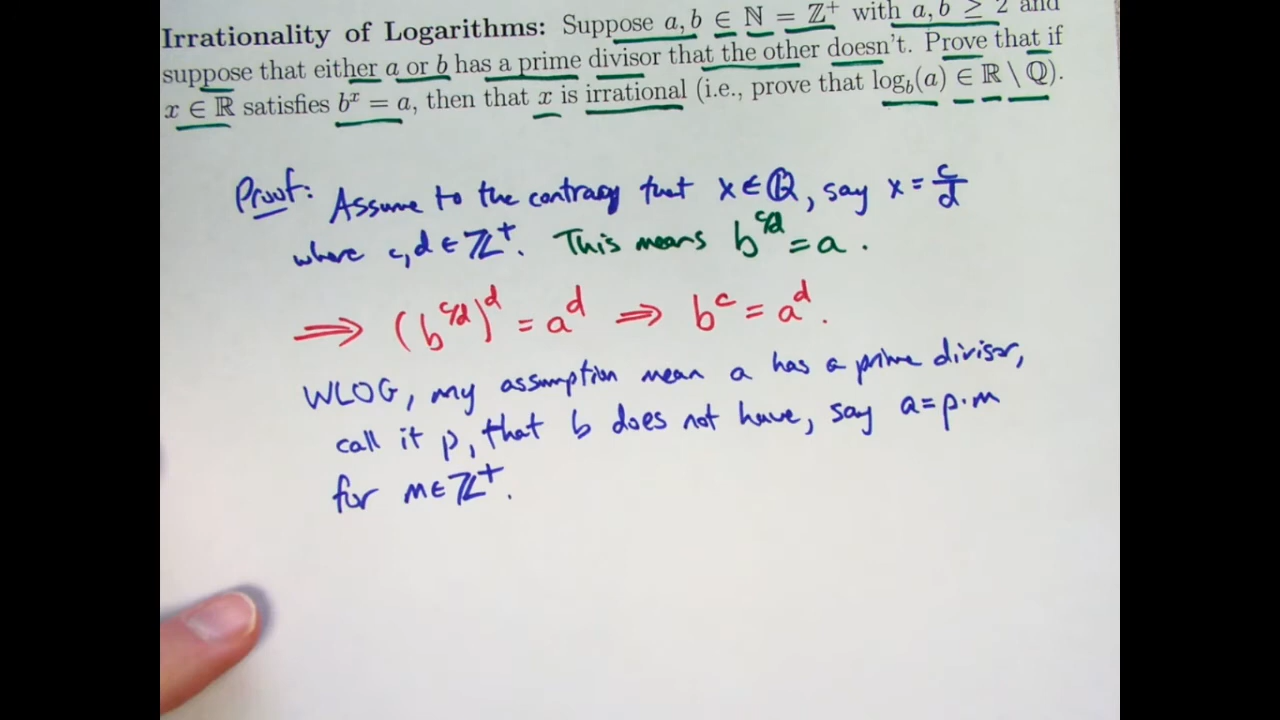 Irrationality of Logarithms: Suppose a, b ∈ ℕ = ℤ⁺ with a, b ≥ 2 and
suppose that either a or b has a prime divisor that the other doesn't. Prove that if
x ∈ ℝ satisfies bˣ = a, then that x is irrational (i.e., prove that log_b(a) ∈ ℝ \ ℚ).
Proof: Assume to the contrary that x ∈ ℚ, say x = c/d
where c, d ∈ ℤ⁺. This means b^{c/d} = a.
⟹ (b^{c/d})^d = a^d ⟹ b^c = a^d.
WLOG, my assumption mean a has a prime divisor,
call it p, that b does not have, say a = p·m
for m ∈ ℤ⁺.